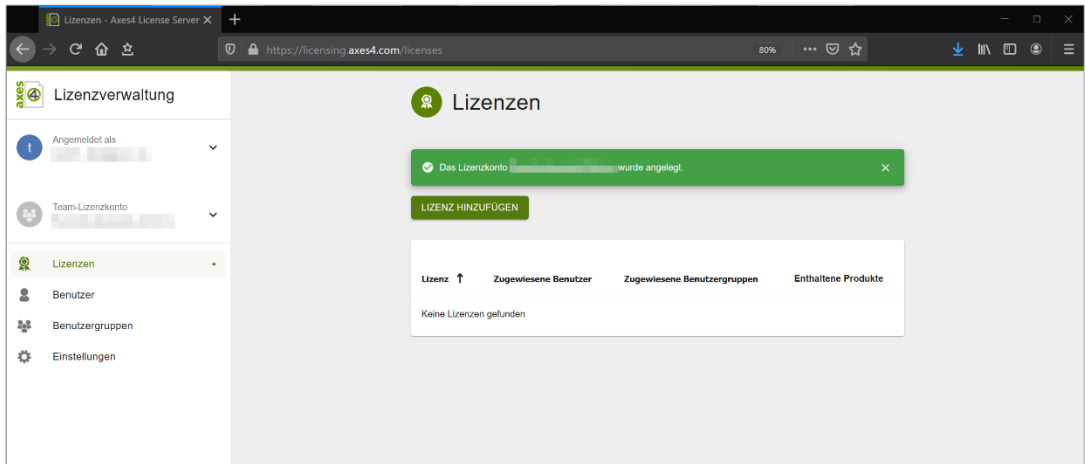 Lizenzen - Axes4 License Server
https://licensing.axes4.com/licenses
80%
axes4
Lizenzverwaltung
t
Angemeldet als
Team-Lizenzkonto
Lizenzen
Benutzer
Benutzergruppen
Einstellungen
Lizenzen
Das Lizenzkonto wurde angelegt.
LIZENZ HINZUFÜGEN
Lizenz Zugewiesene Benutzer Zugewiesene Benutzergruppen Enthaltene Produkte
Keine Lizenzen gefunden